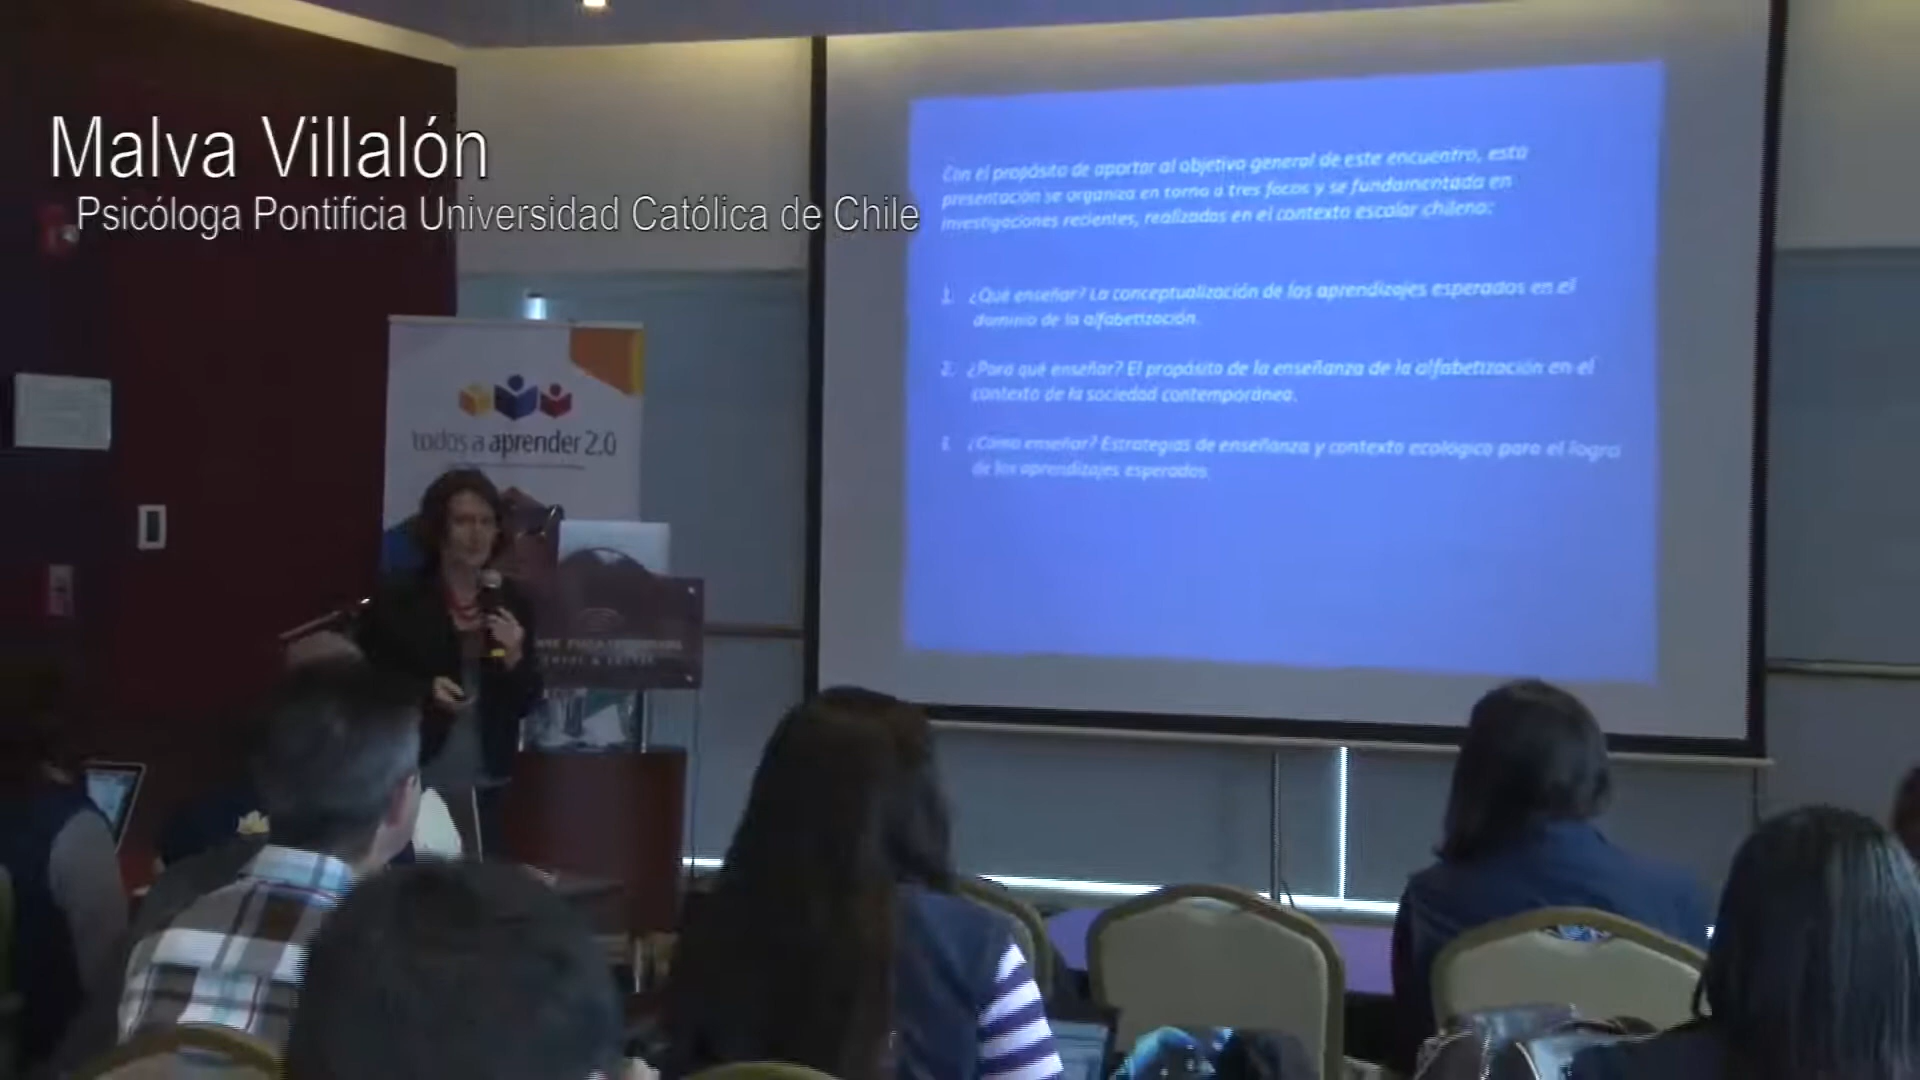 Malva Villalón
Psicóloga Pontificia Universidad Católica de Chile
Con el propósito de aportar al objetivo general de este encuentro, esta
presentación se organiza en torno a tres focos y se fundamentada en
investigaciones recientes, realizadas en el contexto escolar chileno:
1. ¿Qué enseñar? La conceptualización de los aprendizajes esperados en el
dominio de la alfabetización.
2. ¿Para qué enseñar? El propósito de la enseñanza de la alfabetización en el
contexto de la sociedad contemporánea.
¿Cómo enseñar? Estrategias de enseñanza y contexto ecológico para el logro
de los aprendizajes esperados.
todos a aprender 2.0